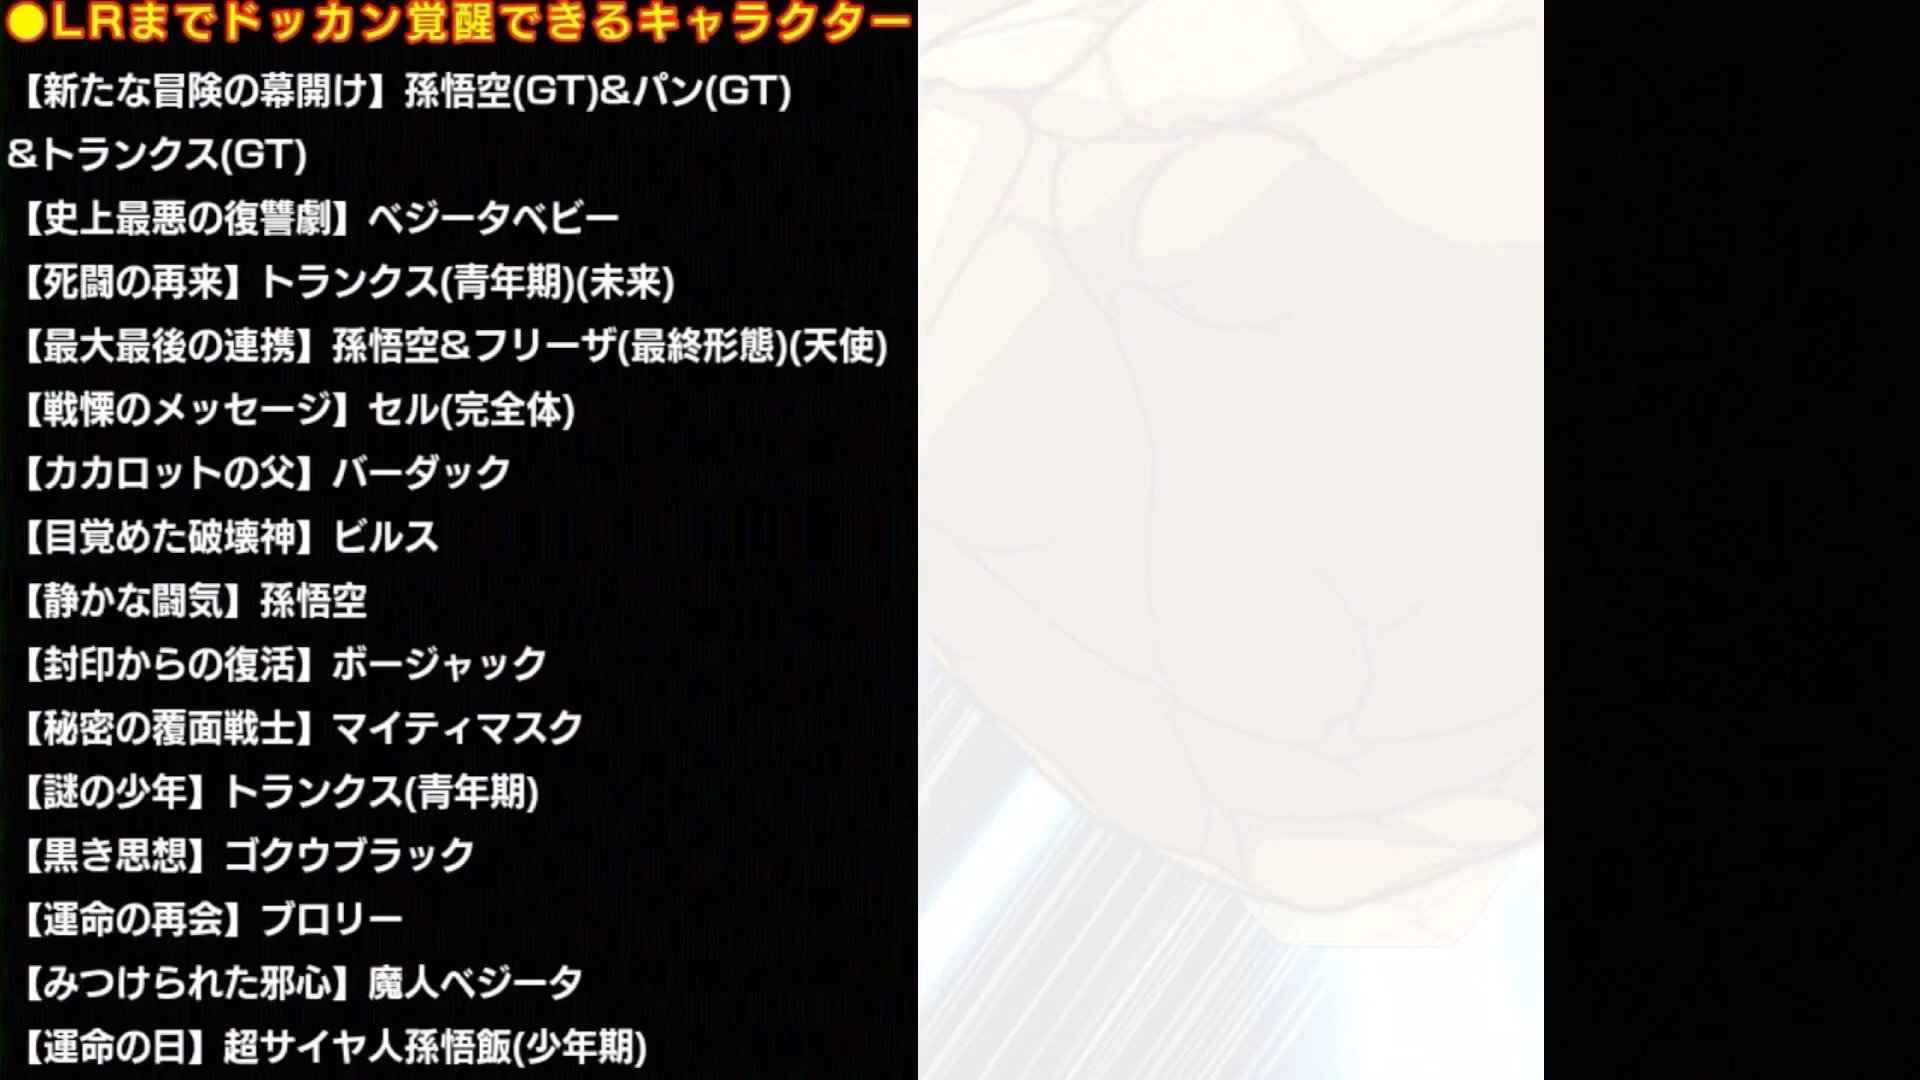 ●LRまでドッカン覚醒できるキャラクター
【新たな冒険の幕開け】孫悟空(GT)&パン(GT)
&トランクス(GT)
【史上最悪の復讐劇】ベジータベビー
【死闘の再来】トランクス(青年期)(未来)
【最大最後の連携】孫悟空&フリーザ(最終形態)(天使)
【戦慄のメッセージ】セル(完全体)
【カカロットの父】バーダック
【目覚めた破壊神】ビルス
【静かな闘気】孫悟空
【封印からの復活】ボージャック
【秘密の覆面戦士】マイティマスク
【謎の少年】トランクス(青年期)
【黒き思想】ゴクウブラック
【運命の再会】ブロリー
【みつけられた邪心】魔人ベジータ
【運命の日】超サイヤ人孫悟飯(少年期)